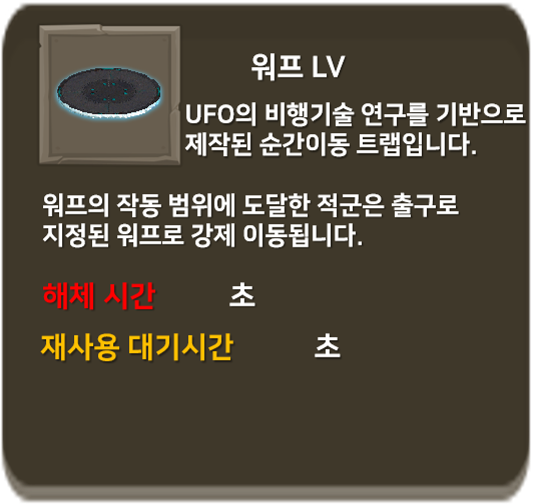 워프 LV
UFO의 비행기술 연구를 기반으로
제작된 순간이동 트랩입니다.
워프의 작동 범위에 도달한 적군은 출구로
지정된 워프로 강제 이동됩니다.
해체 시간 초
재사용 대기시간 초